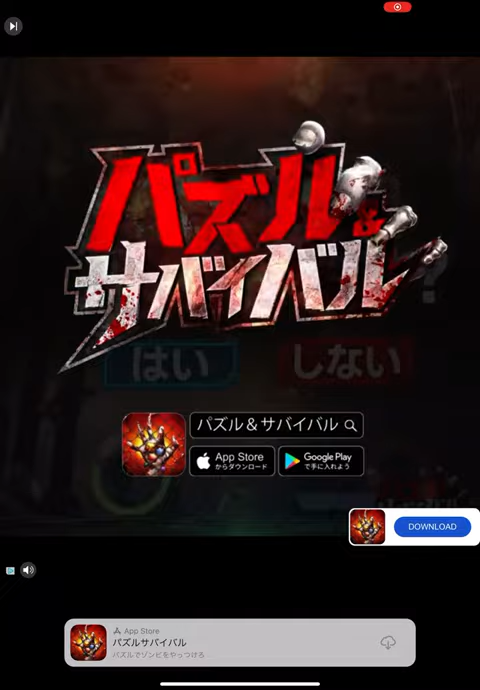 パズル&
サバイバル
はい
しない
?
パズル&サバイバル
App Store
からダウンロード
Google Play
で手に入れよう
DOWNLOAD
App Store
パズルサバイバル
パズルでゾンビをやっつけろ